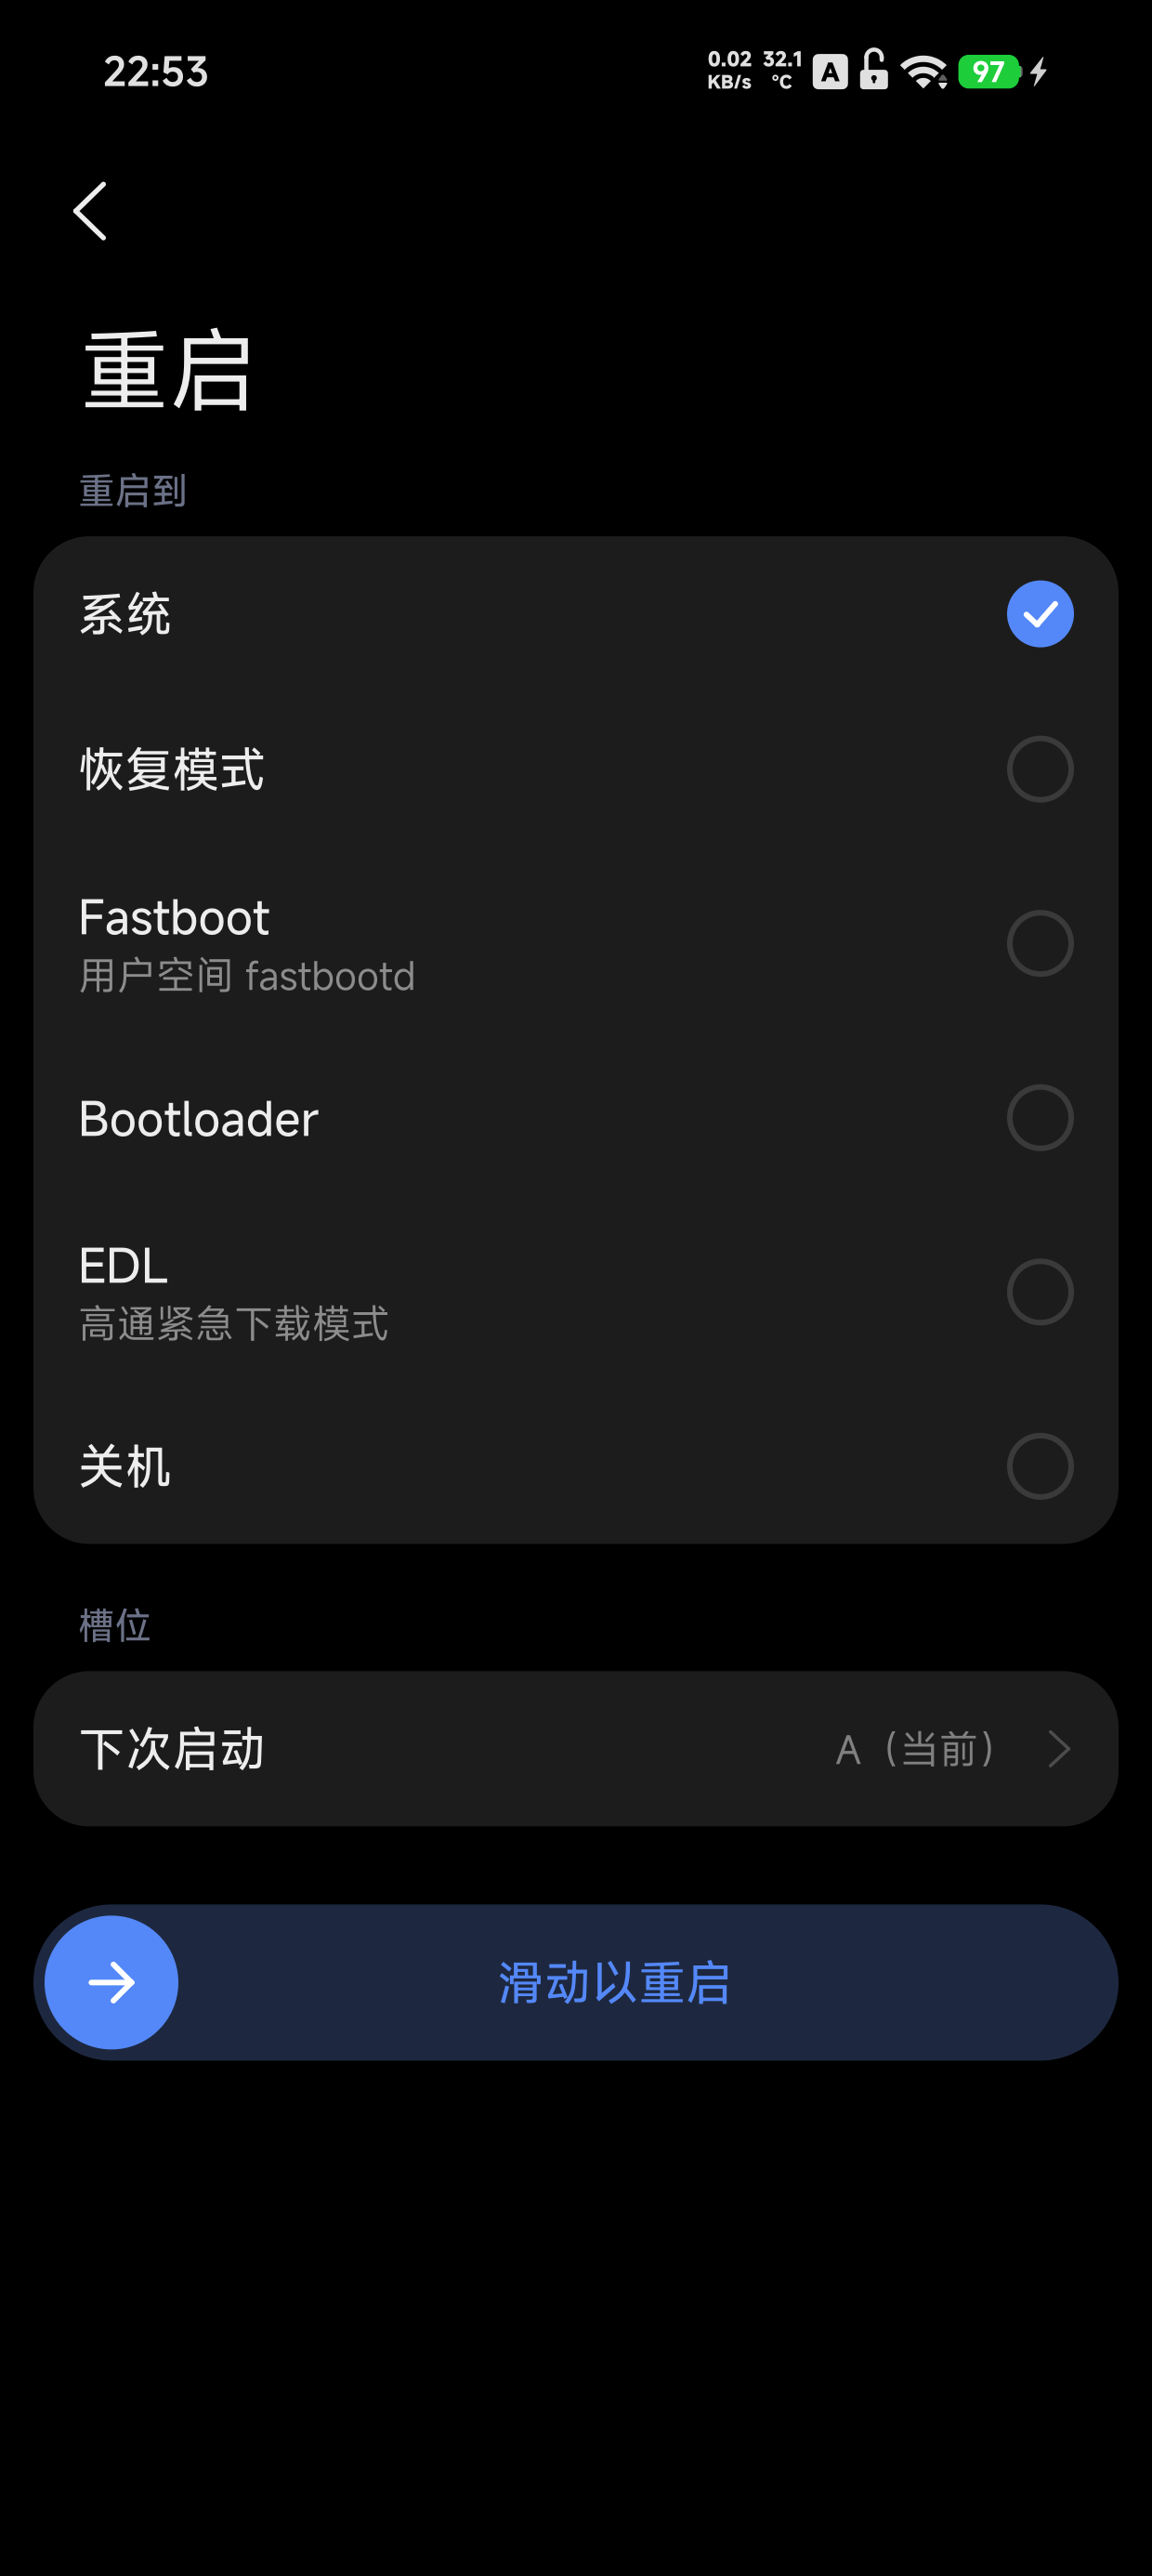 22:53
0.02 KB/s
32.1 °C
A
97
重启
重启到
系统
恢复模式
Fastboot
用户空间 fastbootd
Bootloader
EDL
高通紧急下载模式
关机
槽位
下次启动
A（当前）
滑动以重启